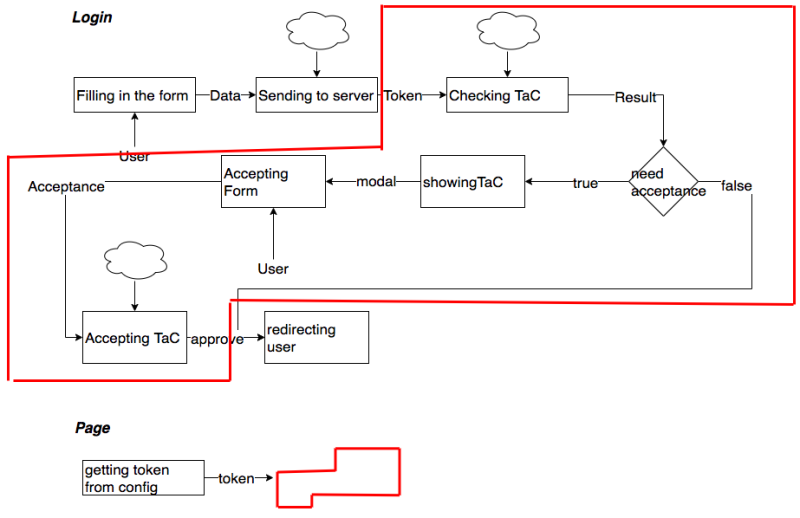 Login
Filling in the form
Data
Sending to server
Token
Checking TaC
Result
User
need
acceptance
true
false
showingTaC
modal
Accepting
Form
Acceptance
User
Accepting TaC
approve
redirecting
user
Page
getting token
from config
token